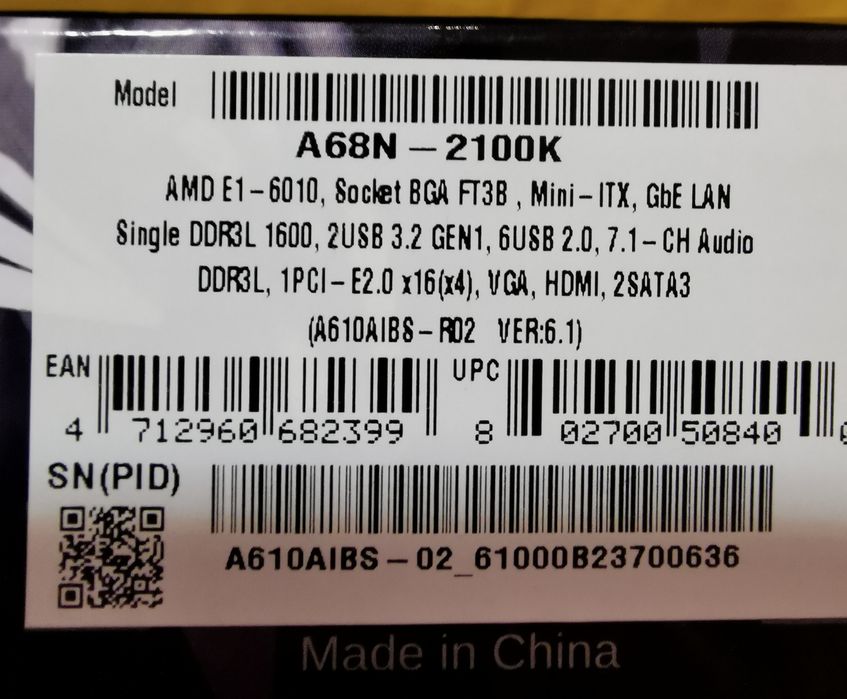 Model
A68N-2100K
AMD E1-6010, Socket BGA FT3B , Mini-ITX, GbE LAN
Single DDR3L 1600, 2USB 3.2 GEN1, 6USB 2.0, 7.1-CH Audio
DDR3L, 1PCI-E2.0 x16(x4), VGA, HDMI, 2SATA3
(A610AIBS-R02 VER:6.1)
EAN UPC
4 712960 682399 8 02700 50840
SN(PID)
A610AIBS-02_61000B23700636
Made in China